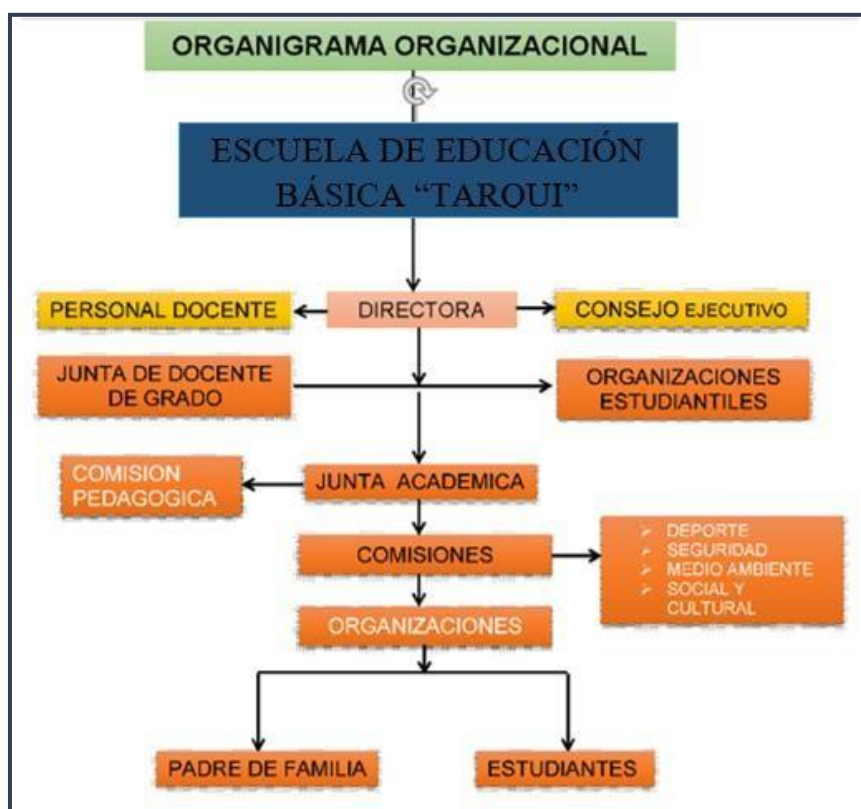 ORGANIGRAMA ORGANIZACIONAL
ESCUELA DE EDUCACIÓN
BÁSICA “TARQUI”
PERSONAL DOCENTE
DIRECTORA
CONSEJO EJECUTIVO
JUNTA DE DOCENTE
DE GRADO
ORGANIZACIONES
ESTUDIANTILES
COMISION
PEDAGOGICA
JUNTA ACADEMICA
COMISIONES
DEPORTE
SEGURIDAD
MEDIO AMBIENTE
SOCIAL Y
CULTURAL
ORGANIZACIONES
PADRE DE FAMILIA
ESTUDIANTES